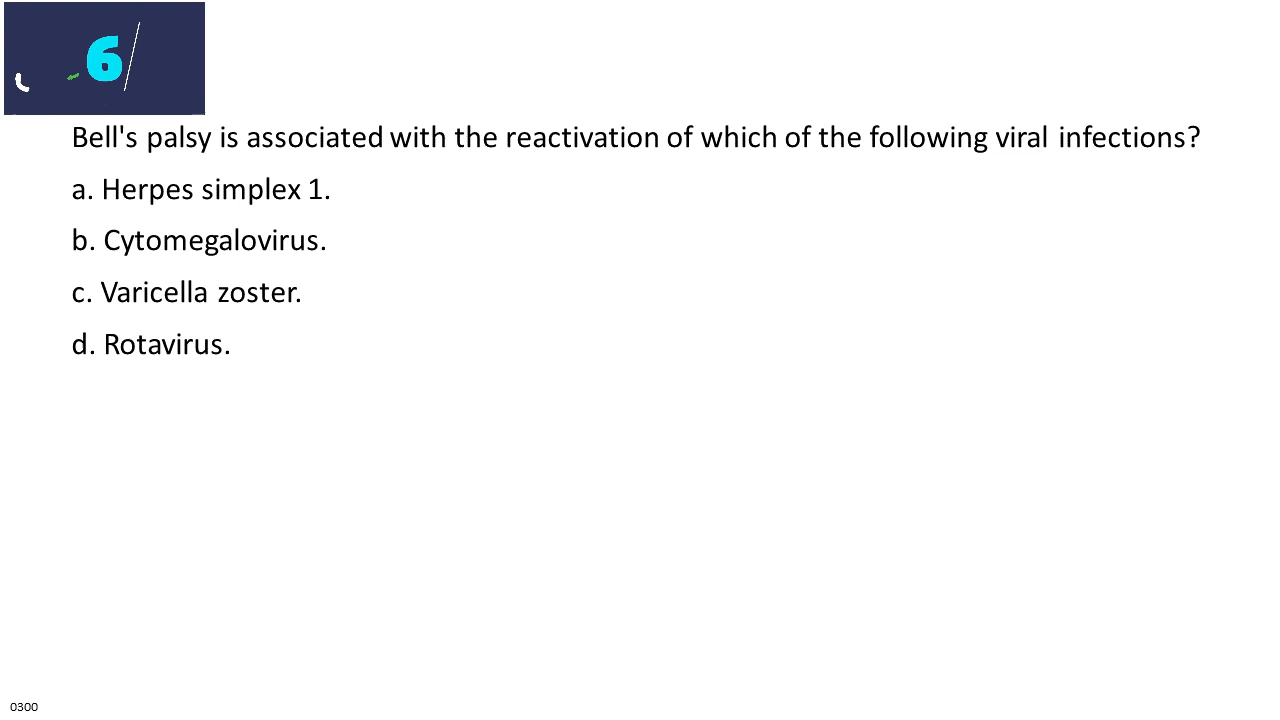 6/
Bell's palsy is associated with the reactivation of which of the following viral infections?
a. Herpes simplex 1.
b. Cytomegalovirus.
c. Varicella zoster.
d. Rotavirus.
0300